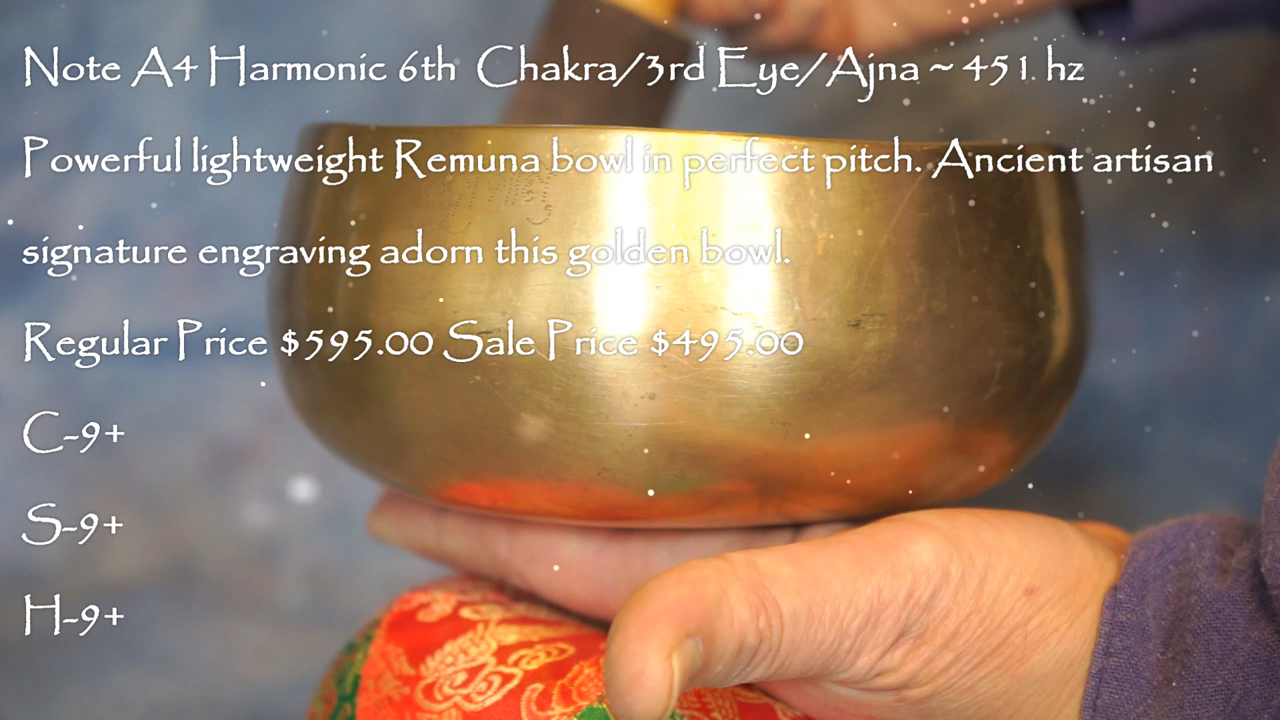 Note A4 Harmonic 6th Chakra/3rd Eye/Ajna ~ 451 hz
Powerful lightweight Remuna bowl in perfect pitch. Ancient artisan
signature engraving adorn this golden bowl.
Regular Price $595.00 Sale Price $495.00
C-9+
S-9+
H-9+